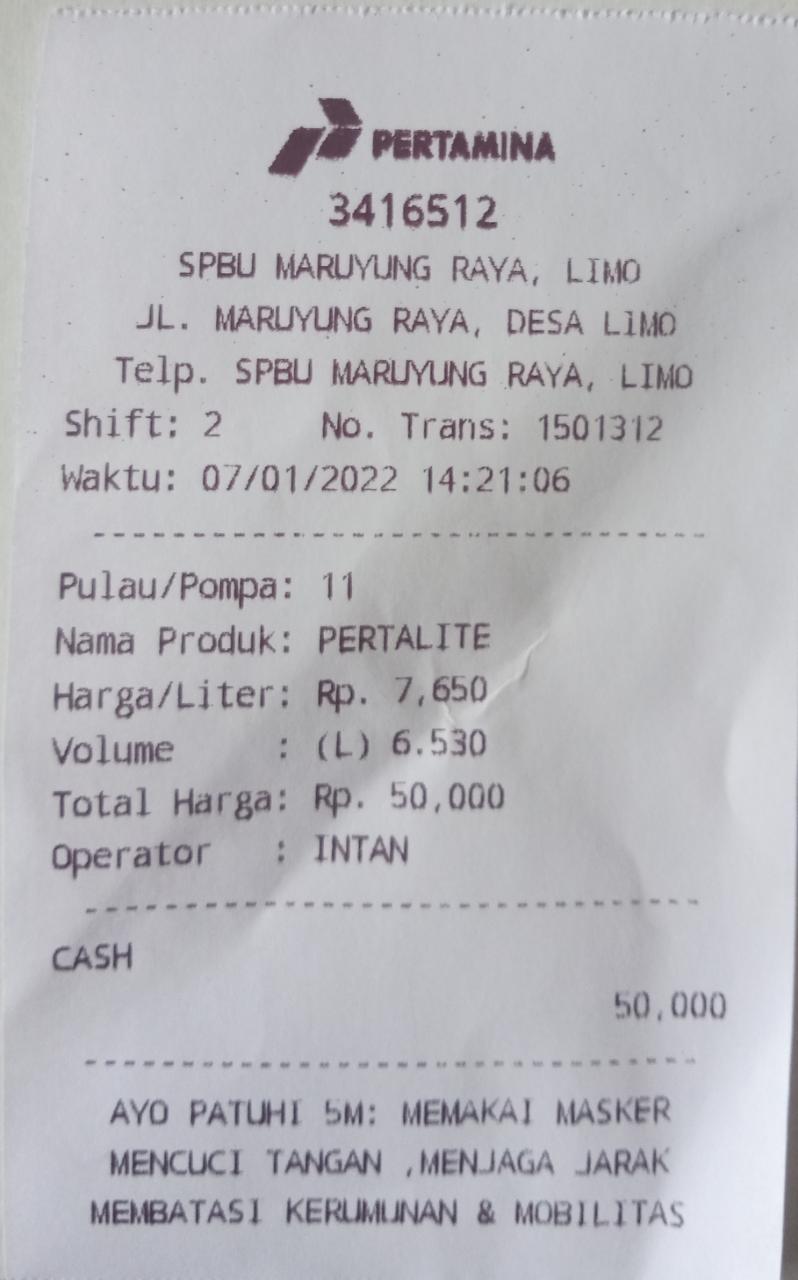 PERTAMINA
3416512
SPBU MARUYUNG RAYA, LIMO
JL. MARUYUNG RAYA, DESA LIMO
Telp. SPBU MARUYUNG RAYA, LIMO
Shift: 2 No. Trans: 1501312
Waktu: 07/01/2022 14:21:06
Pulau/Pompa: 11
Nama Produk: PERTALITE
Harga/Liter: Rp. 7,650
Volume : (L) 6.530
Total Harga: Rp. 50,000
Operator : INTAN
CASH
50,000
AYO PATUHI 5M: MEMAKAI MASKER
MENCUCI TANGAN ,MENJAGA JARAK
MEMBATASI KERUMUNAN & MOBILITAS